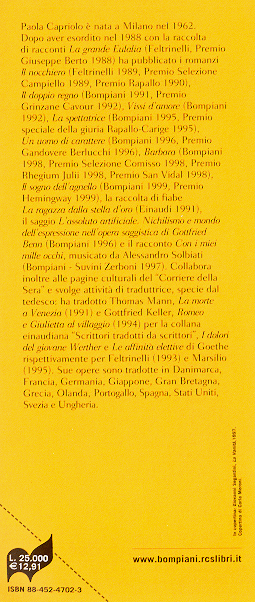 Paola Capriolo è nata a Milano nel 1962.
Dopo aver esordito nel 1988 con la raccolta
di racconti La grande Eulalia (Feltrinelli, Premio
Giuseppe Berto 1988) ha pubblicato i romanzi
Il nocchiero (Feltrinelli 1989, Premio Selezione
Campiello 1989, Premio Rapallo 1990),
Il doppio regno (Bompiani 1991, Premio
Grinzane Cavour 1992), Vissi d'amore (Bompiani
1992), La spettatrice (Bompiani 1995, Premio
speciale della giuria Rapallo-Carige 1995),
Un uomo di carattere (Bompiani 1996, Premio
Gandovere Berlucchi 1996), Barbara (Bompiani
1998, Premio Selezione Comisso 1998, Premio
Rhegium Julii 1998, Premio San Vidal 1998),
Il sogno dell'agnello (Bompiani 1999, Premio
Hemingway 1999), la raccolta di fiabe
La ragazza dalla stella d'oro (Einaudi 1991),
il saggio L'assoluto artificiale. Nichilismo e mondo
dell'espressione nell'opera saggistica di Gottfried
Benn (Bompiani 1996) e il racconto Con i miei
mille occhi, musicato da Alessandro Solbiati
(Bompiani - Suvini Zerboni 1997). Collabora
inoltre alle pagine culturali del "Corriere della
Sera" e svolge attività di traduttrice, specie dal
tedesco: ha tradotto Thomas Mann, La morte
a Venezia (1991) e Gottfried Keller, Romeo
e Giulietta al villaggio (1994) per la collana
einaudiana "Scrittori tradotti da scrittori", I dolori
del giovane Werther e Le affinità elettive di Goethe
rispettivamente per Feltrinelli (1993) e Marsilio
(1995). Sue opere sono tradotte in Danimarca,
Francia, Germania, Giappone, Gran Bretagna,
Grecia, Olanda, Portogallo, Spagna, Stati Uniti,
Svezia e Ungheria.
In copertina: Giovanni Segantini, La Vanità, 1897.
Copertina di Carla Moroni.
L. 25.000
€ 12,91
www.bompiani.rcslibri.it
ISBN 88-452-4702-3